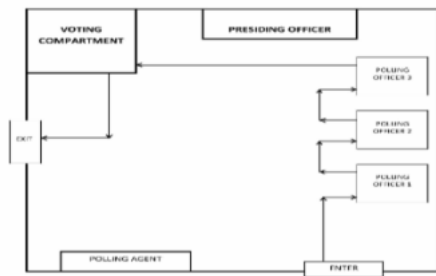 VOTING
COMPARTMENT
PRESIDING OFFICER
POLLING
OFFICER 3
POLLING
OFFICER 2
EXIT
POLLING
OFFICER 1
POLLING AGENT
ENTER